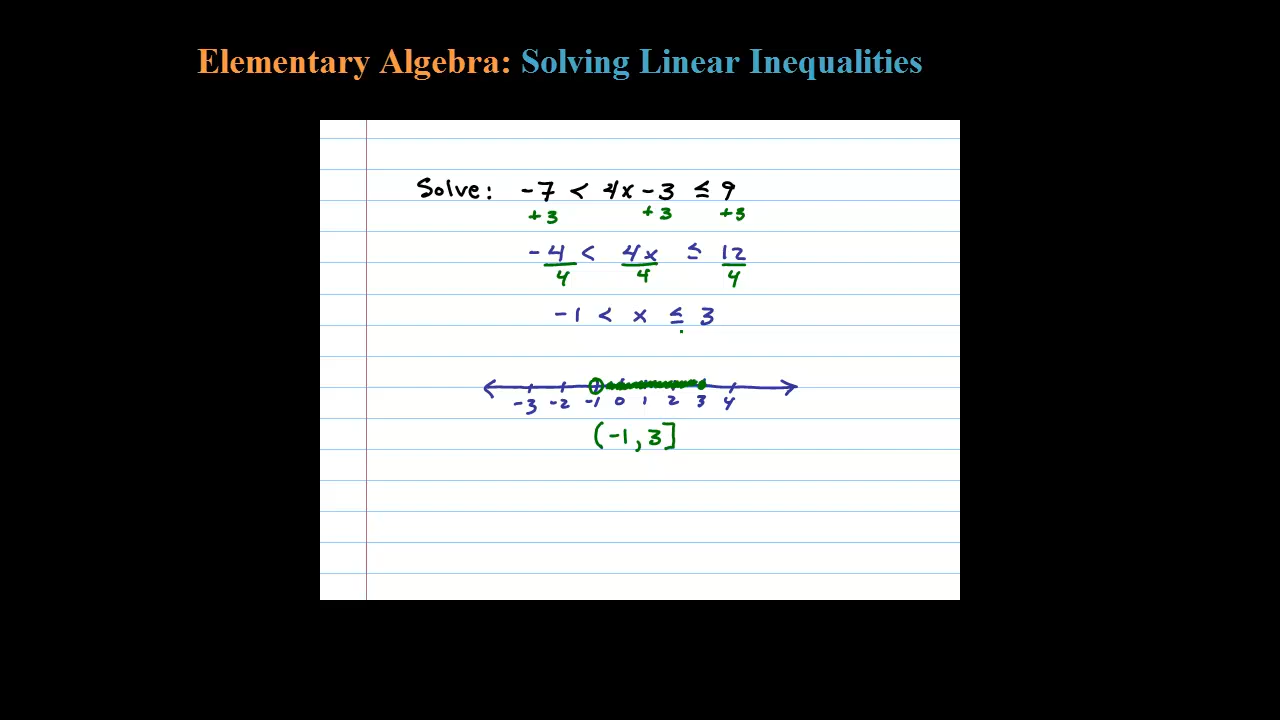 Elementary Algebra: Solving Linear Inequalities
Solve: -7 < 4x - 3 ≤ 9
+3 +3 +3
-4 < 4x ≤ 12
4 4 4
-1 < x ≤ 3
-3 -2 -1 0 1 2 3 4
(-1, 3]